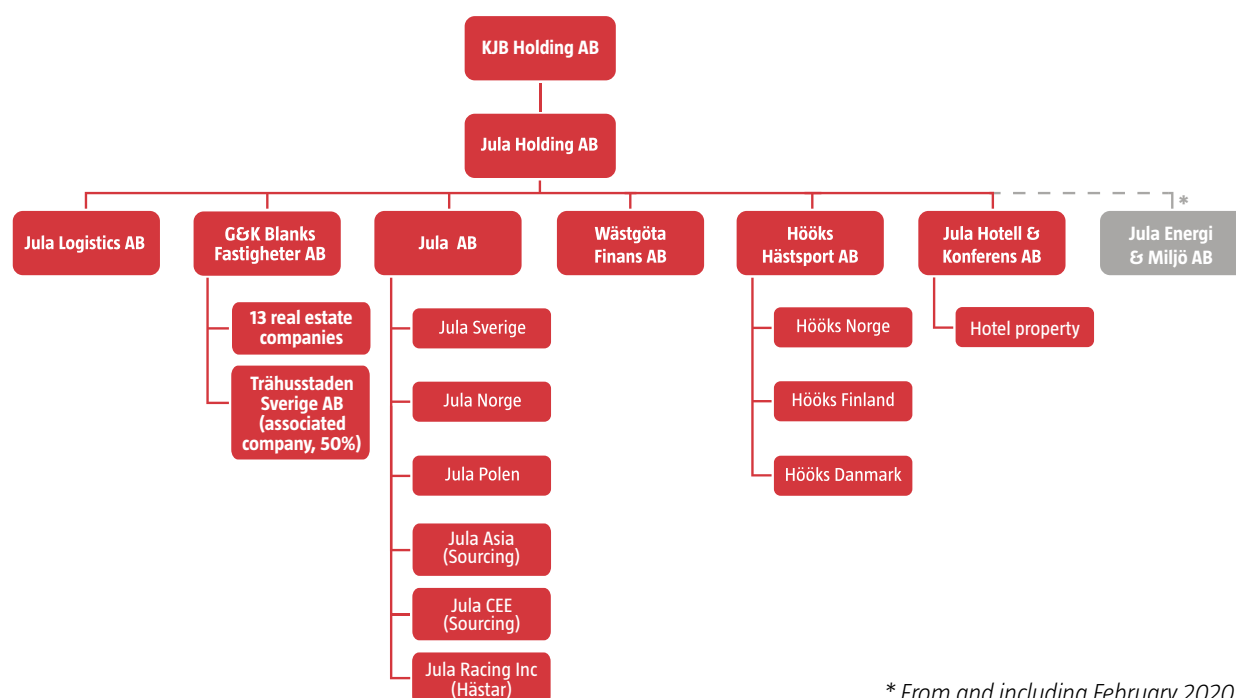 KJB Holding AB
Jula Holding AB
*
Jula Logistics AB
G&K Blanks
Fastigheter AB
Jula AB
Wästgöta
Finans AB
Hööks
Hästsport AB
Jula Hotell &
Konferens AB
Jula Energi
& Miljö AB
13 real estate
companies
Trähusstaden
Sverige AB
(associated
company, 50%)
Jula Sverige
Jula Norge
Jula Polen
Jula Asia
(Sourcing)
Jula CEE
(Sourcing)
Jula Racing Inc
(Hästar)
Hööks Norge
Hööks Finland
Hööks Danmark
Hotel property
* From and including February 2020